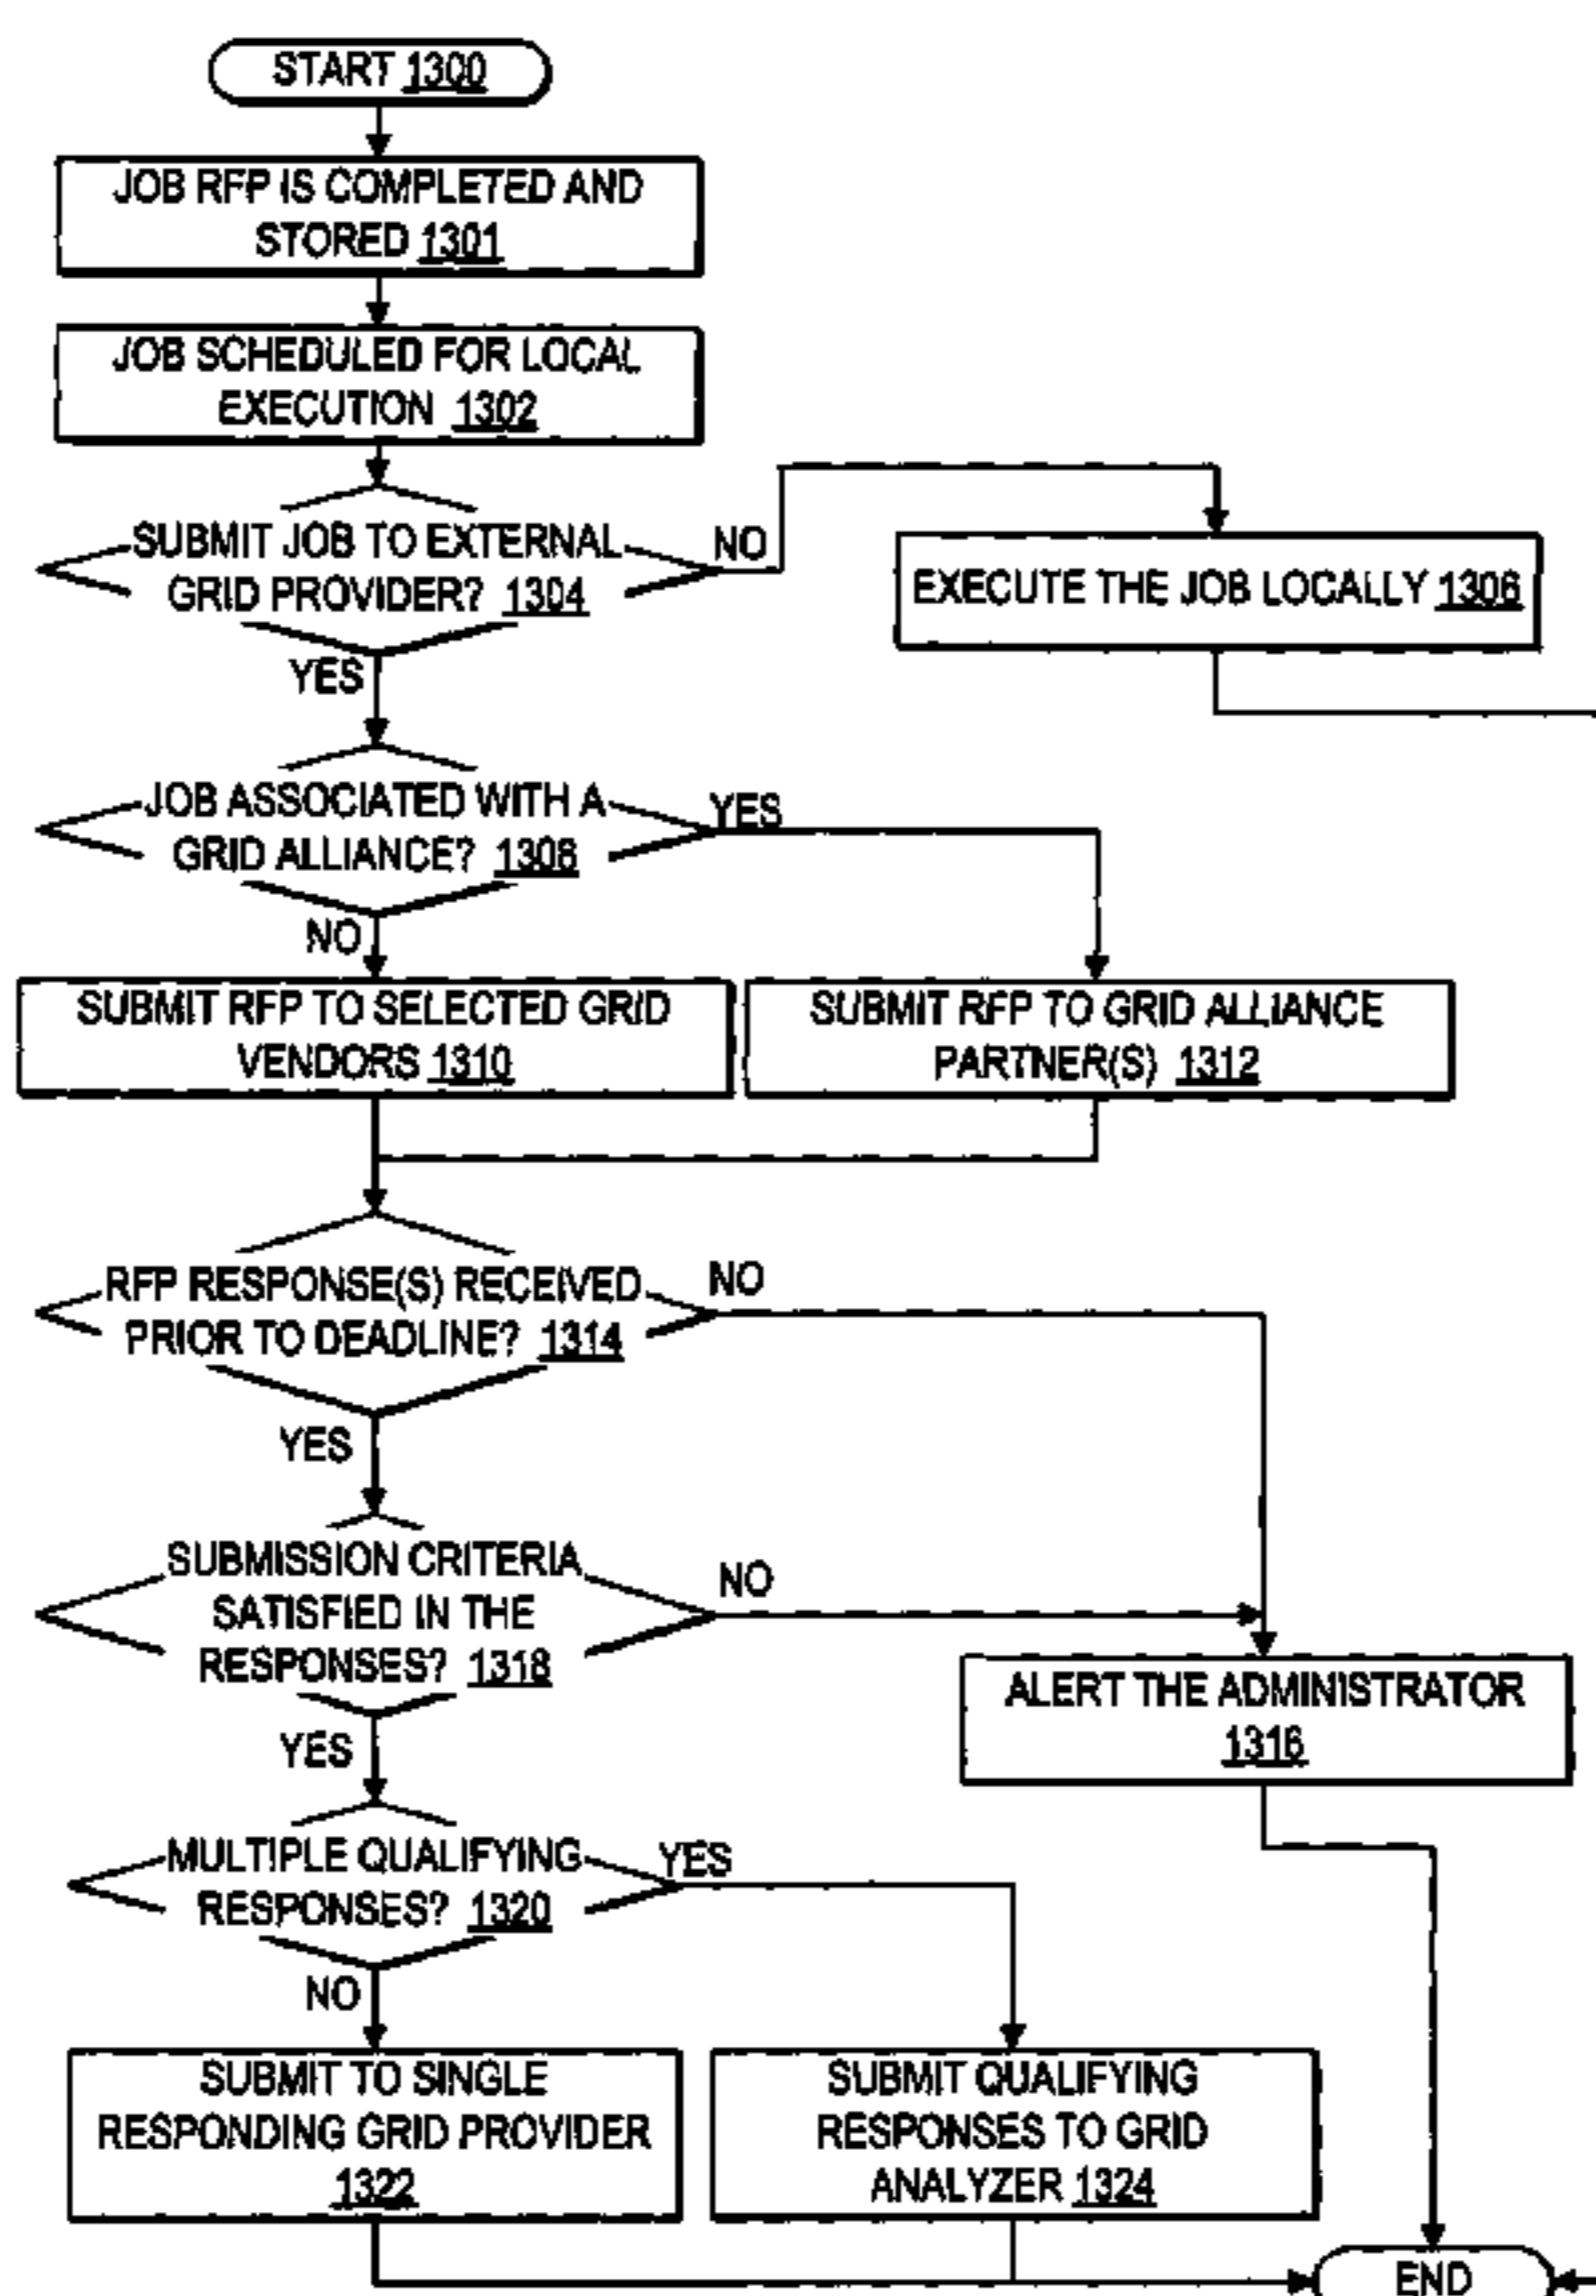 START 1300
JOB RFP IS COMPLETED AND
STORED 1301
JOB SCHEDULED FOR LOCAL
EXECUTION 1302
SUBMIT JOB TO EXTERNAL
GRID PROVIDER? 1304
NO
EXECUTE THE JOB LOCALLY 1306
YES
JOB ASSOCIATED WITH A
GRID ALLIANCE? 1308
YES
NO
SUBMIT RFP TO SELECTED GRID
VENDORS 1310
SUBMIT RFP TO GRID ALLIANCE
PARTNER(S) 1312
RFP RESPONSE(S) RECEIVED
PRIOR TO DEADLINE? 1314
NO
YES
SUBMISSION CRITERIA
SATISFIED IN THE
RESPONSES? 1318
NO
ALERT THE ADMINISTRATOR
1316
YES
MULTIPLE QUALIFYING
RESPONSES? 1320
YES
NO
SUBMIT TO SINGLE
RESPONDING GRID PROVIDER
1322
SUBMIT QUALIFYING
RESPONSES TO GRID
ANALYZER 1324
END